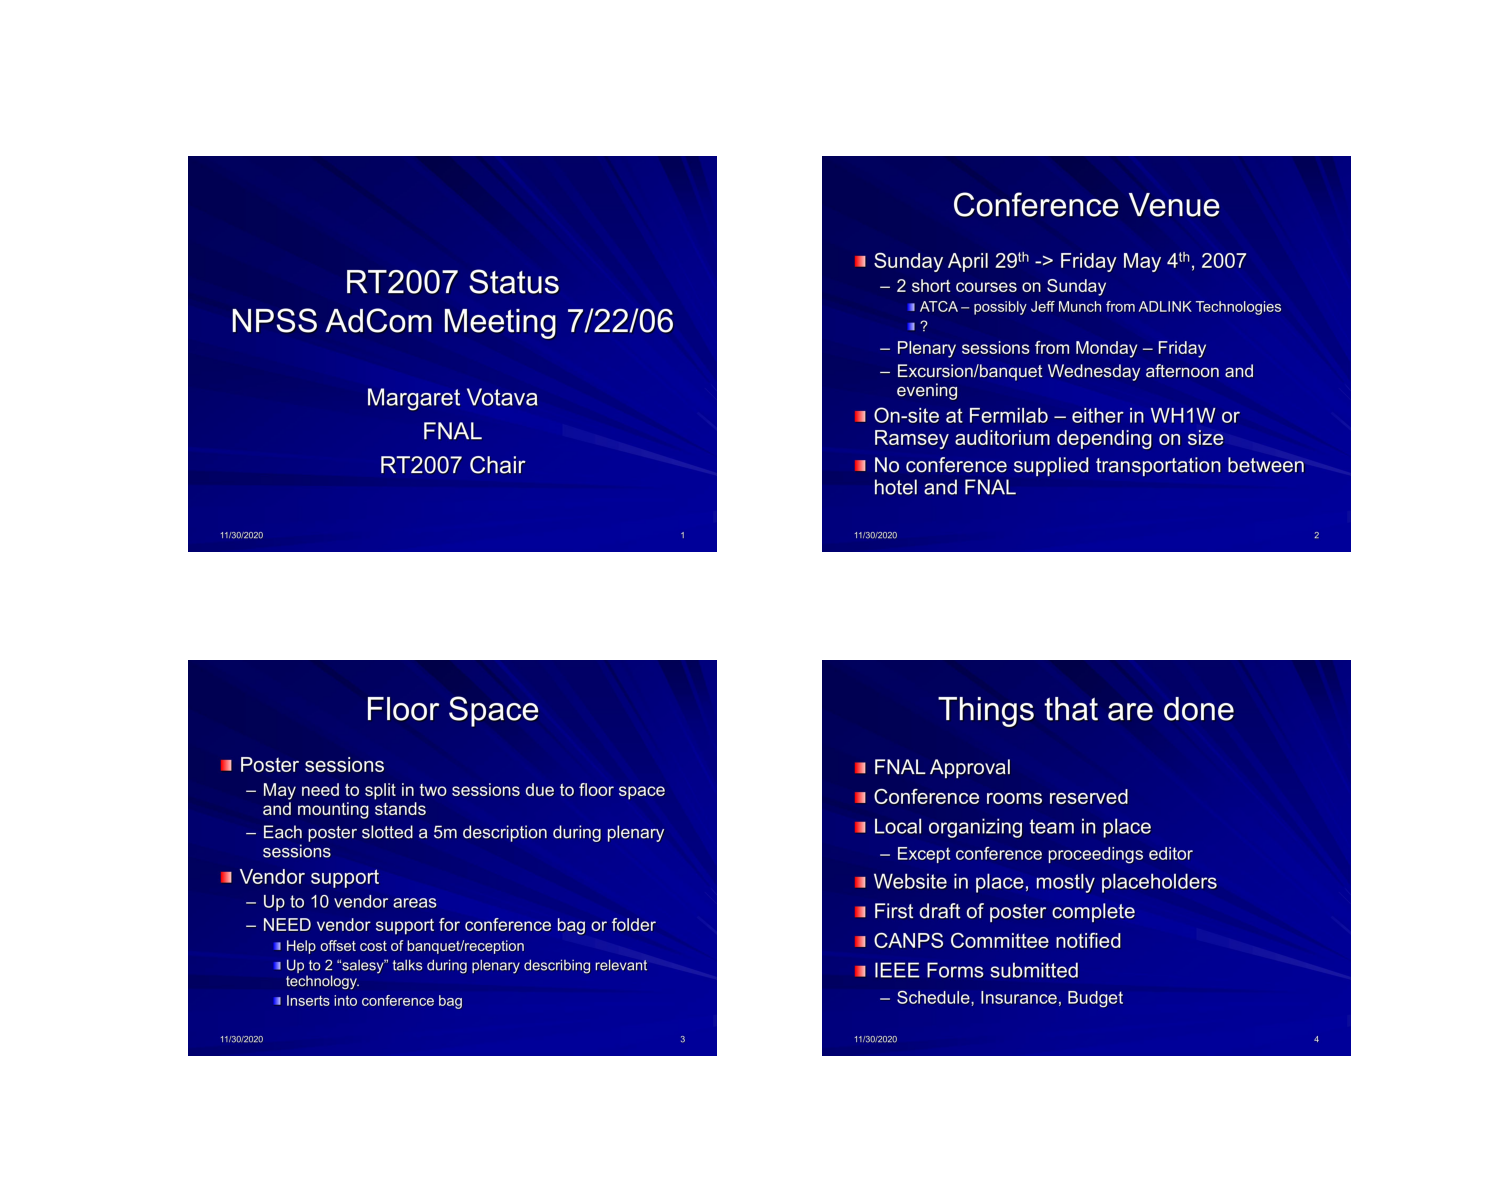 RT2007 Status
NPSS AdCom Meeting 7/22/06
Margaret Votava
FNAL
RT2007 Chair
11/30/2020
1
Conference Venue
Sunday April 29th -> Friday May 4th, 2007
– 2 short courses on Sunday
ATCA – possibly Jeff Munch from ADLINK Technologies
?
– Plenary sessions from Monday – Friday
– Excursion/banquet Wednesday afternoon and
evening
On-site at Fermilab – either in WH1W or
Ramsey auditorium depending on size
No conference supplied transportation between
hotel and FNAL
11/30/2020
2
Floor Space
Poster sessions
– May need to split in two sessions due to floor space
and mounting stands
– Each poster slotted a 5m description during plenary
sessions
Vendor support
– Up to 10 vendor areas
– NEED vendor support for conference bag or folder
Help offset cost of banquet/reception
Up to 2 “salesy” talks during plenary describing relevant
technology.
Inserts into conference bag
11/30/2020
3
Things that are done
FNAL Approval
Conference rooms reserved
Local organizing team in place
– Except conference proceedings editor
Website in place, mostly placeholders
First draft of poster complete
CANPS Committee notified
IEEE Forms submitted
– Schedule, Insurance, Budget
11/30/2020
4